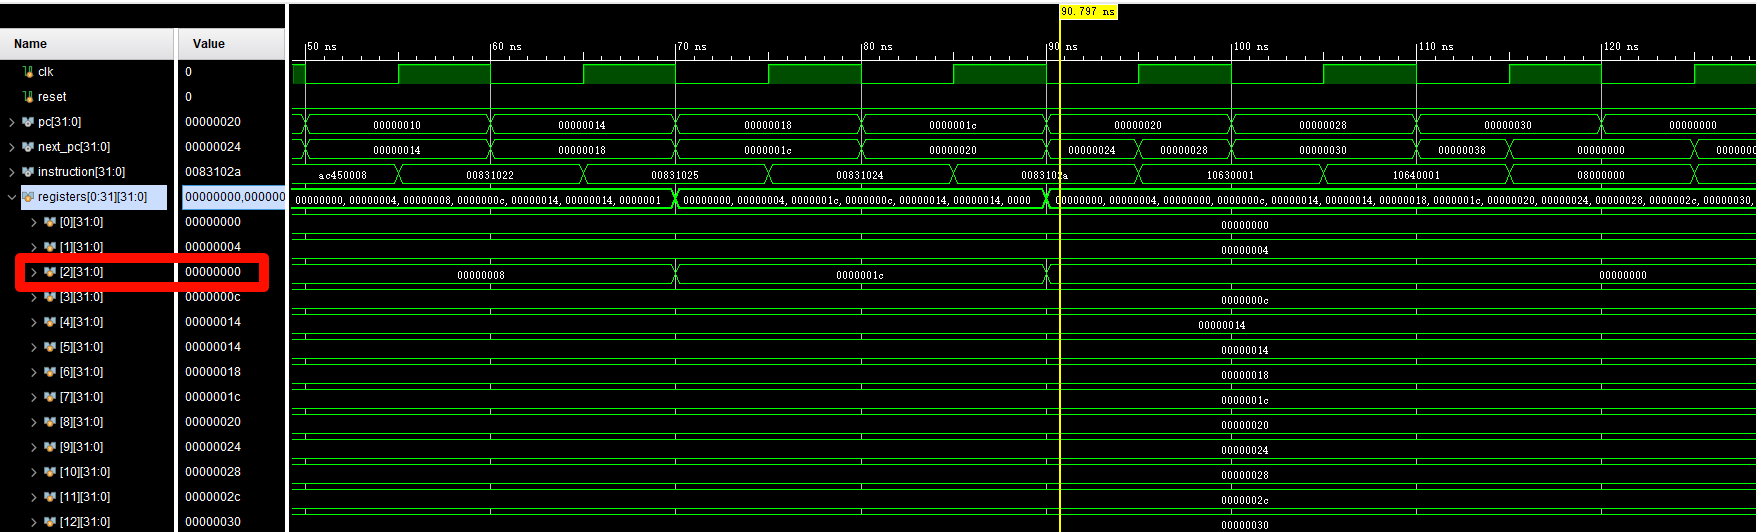 90.797 ns
Name Value
50 ns 60 ns 70 ns 80 ns 90 ns 100 ns 110 ns 120 ns
clk 0
reset 0
pc[31:0] 00000020 00000010 00000014 00000018 0000001c 00000020 00000028 00000030 00000000
next_pc[31:0] 00000024 00000014 00000018 0000001c 00000020 00000024 00000028 00000030 00000038 00000000 000000
instruction[31:0] 0083102a ac450008 00831022 00831025 00831024 0083102a 10630001 10640001 08000000
registers[0:31][31:0] 00000000,000000 00000000,00000004,00000008,0000000c,00000014,00000014,0000001 00000000,00000004,0000001c,0000000c,00000014,00000014,0000 00000000,00000004,00000000,0000000c,00000014,00000014,00000018,0000001c,00000020,00000024,00000028,0000002c,00000030,
[0][31:0] 00000000 00000000
[1][31:0] 00000004 00000004
[2][31:0] 00000000 00000008 0000001c 00000000
[3][31:0] 0000000c 0000000c
[4][31:0] 00000014 00000014
[5][31:0] 00000014 00000014
[6][31:0] 00000018 00000018
[7][31:0] 0000001c 0000001c
[8][31:0] 00000020 00000020
[9][31:0] 00000024 00000024
[10][31:0] 00000028 00000028
[11][31:0] 0000002c 0000002c
[12][31:0] 00000030 00000030